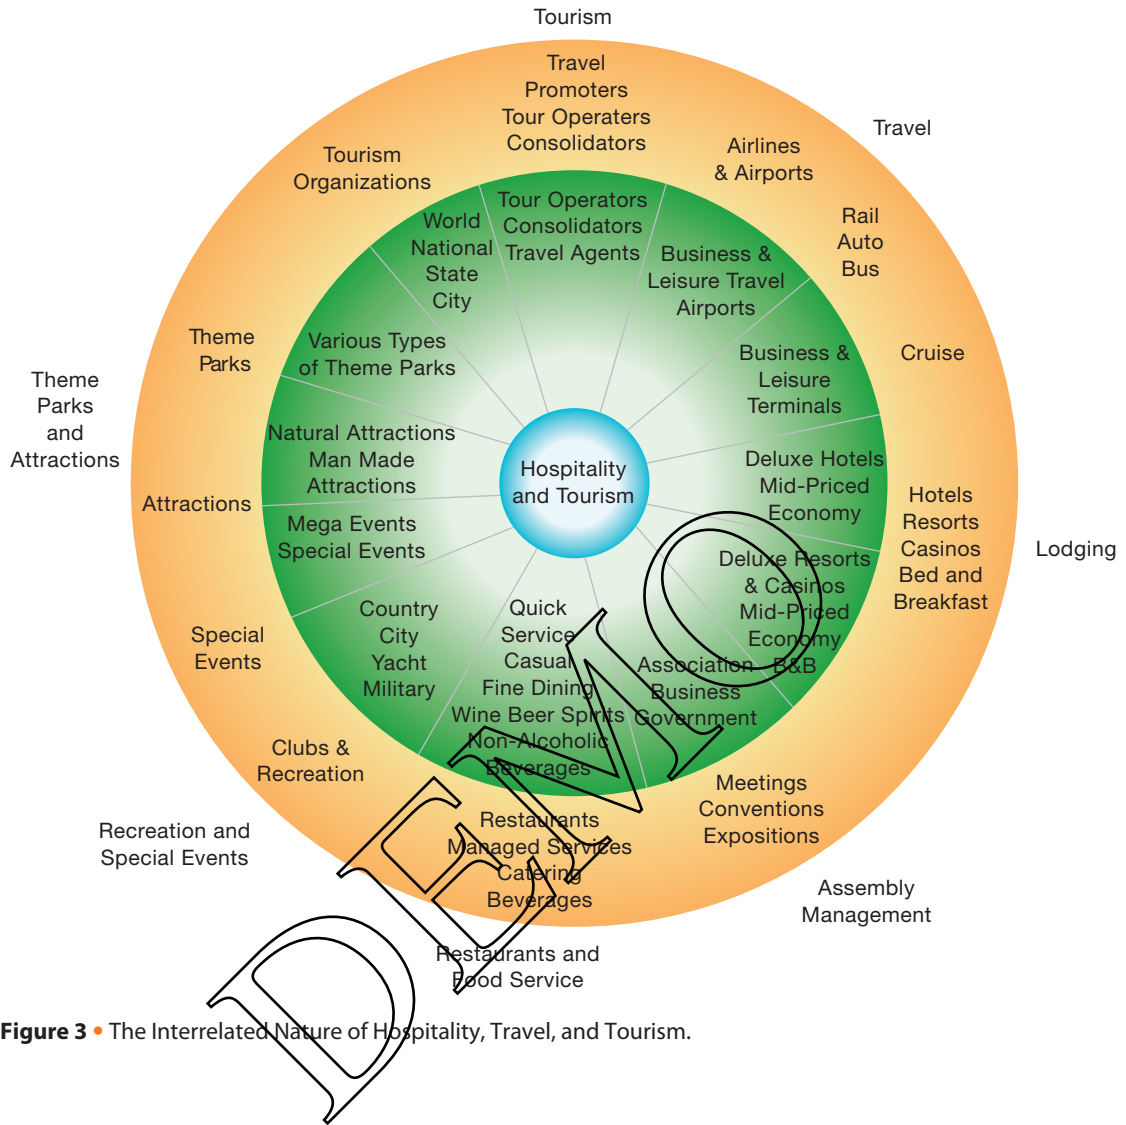 Tourism
Travel
Promoters
Tour Operaters
Consolidators
Travel
Airlines
& Airports
Rail
Auto
Bus
Cruise
Hotels
Resorts
Casinos
Bed and
Breakfast
Lodging
Meetings
Conventions
Expositions
Assembly
Management
Restaurants
Managed Services
Catering
Beverages
Restaurants and
Food Service
Clubs &
Recreation
Recreation and
Special Events
Special
Events
Attractions
Theme
Parks
and
Attractions
Theme
Parks
Tourism
Organizations
World
National
State
City
Tour Operators
Consolidators
Travel Agents
Business &
Leisure Travel
Airports
Business &
Leisure
Terminals
Deluxe Hotels
Mid-Priced
Economy
Deluxe Resorts
& Casinos
Mid-Priced
Economy
B&B
Association
Business
Government
Quick
Service
Casual
Fine Dining
Wine Beer Spirits
Non-Alcoholic
Beverages
Country
City
Yacht
Military
Mega Events
Special Events
Natural Attractions
Man Made
Attractions
Various Types
of Theme Parks
Hospitality
and Tourism
DEMO
Figure 3 • The Interrelated Nature of Hospitality, Travel, and Tourism.